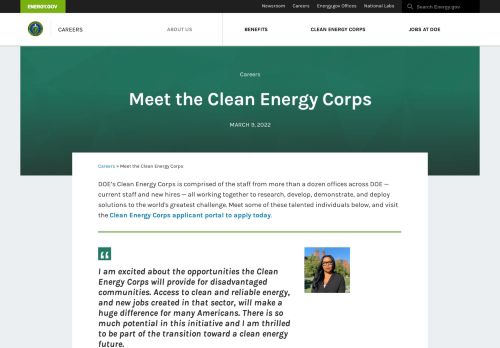 ENERGY.GOV
Newsroom Careers Energy.gov Offices National Labs Search Energy.gov
CAREERS ABOUT US BENEFITS CLEAN ENERGY CORPS JOBS AT DOE
Careers
Meet the Clean Energy Corps
MARCH 9, 2022
Careers » Meet the Clean Energy Corps
DOE's Clean Energy Corps is comprised of the staff from more than a dozen offices across DOE —
current staff and new hires — all working together to research, develop, demonstrate, and deploy
solutions to the world's greatest challenge. Meet some of these talented individuals below, and visit
the Clean Energy Corps applicant portal to apply today.
“
I am excited about the opportunities the Clean
Energy Corps will provide for disadvantaged
communities. Access to clean and reliable energy,
and new jobs created in that sector, will make a
huge difference for many Americans. There is so
much potential in this initiative and I am thrilled
to be part of the transition toward a clean energy
future.